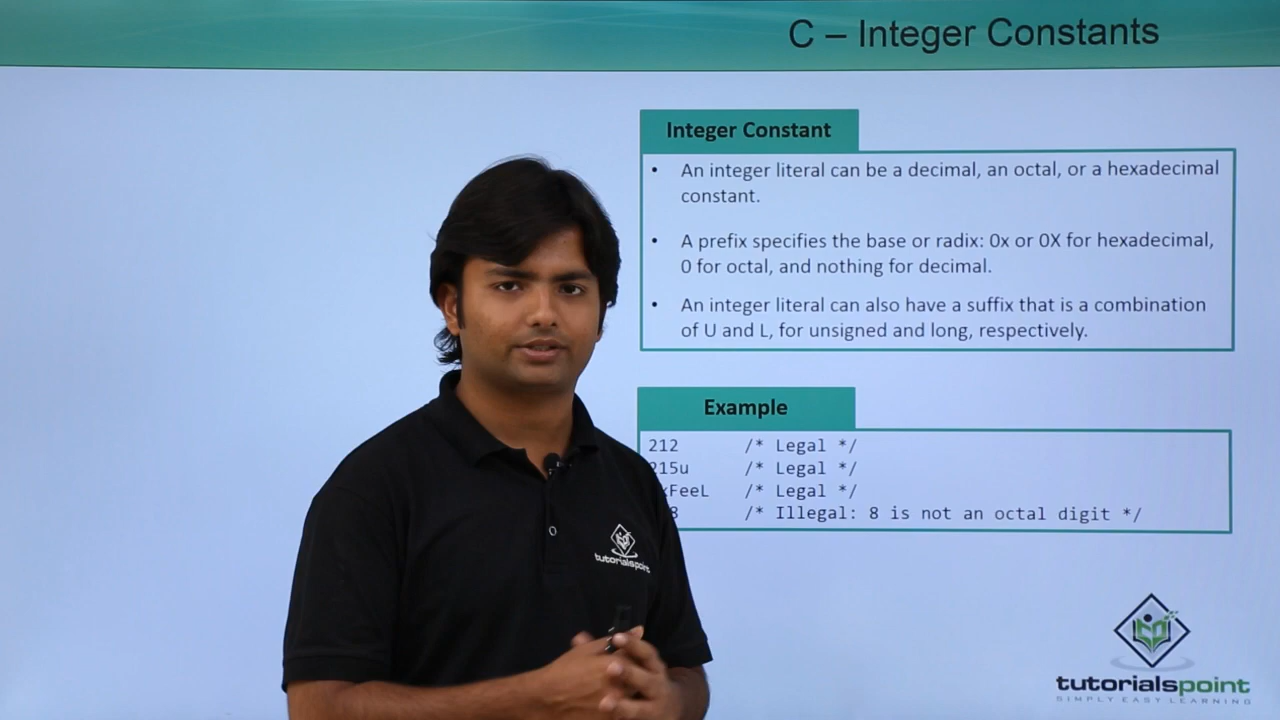 C – Integer Constants
Integer Constant
• An integer literal can be a decimal, an octal, or a hexadecimal
constant.
• A prefix specifies the base or radix: 0x or 0X for hexadecimal,
0 for octal, and nothing for decimal.
• An integer literal can also have a suffix that is a combination
of U and L, for unsigned and long, respectively.
Example
212 /* Legal */
215u /* Legal */
xFeeL /* Legal */
8 /* Illegal: 8 is not an octal digit */
tutorialspoint
tutorialspoint
SIMPLY EASY LEARNING